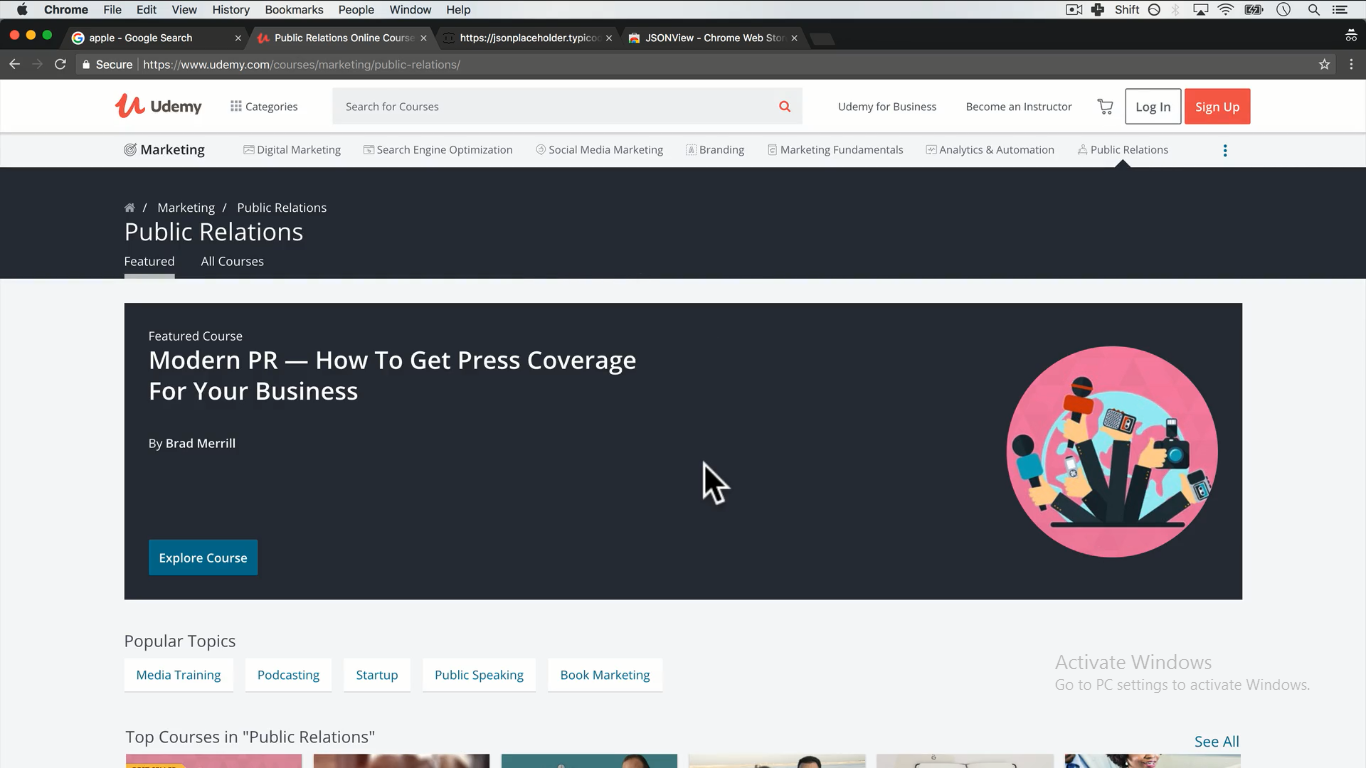 Chrome File Edit View History Bookmarks People Window Help Shift
apple - Google Search Public Relations Online Course https://jsonplaceholder.typico JSONView - Chrome Web Stor
Secure https://www.udemy.com/courses/marketing/public-relations/
Udemy Categories Search for Courses Udemy for Business Become an Instructor Log In Sign Up
Marketing Digital Marketing Search Engine Optimization Social Media Marketing Branding Marketing Fundamentals Analytics & Automation Public Relations
/ Marketing / Public Relations
Public Relations
Featured All Courses
Featured Course
Modern PR — How To Get Press Coverage
For Your Business
By Brad Merrill
Explore Course
Popular Topics
Media Training Podcasting Startup Public Speaking Book Marketing
Activate Windows
Go to PC settings to activate Windows.
Top Courses in "Public Relations"
See All